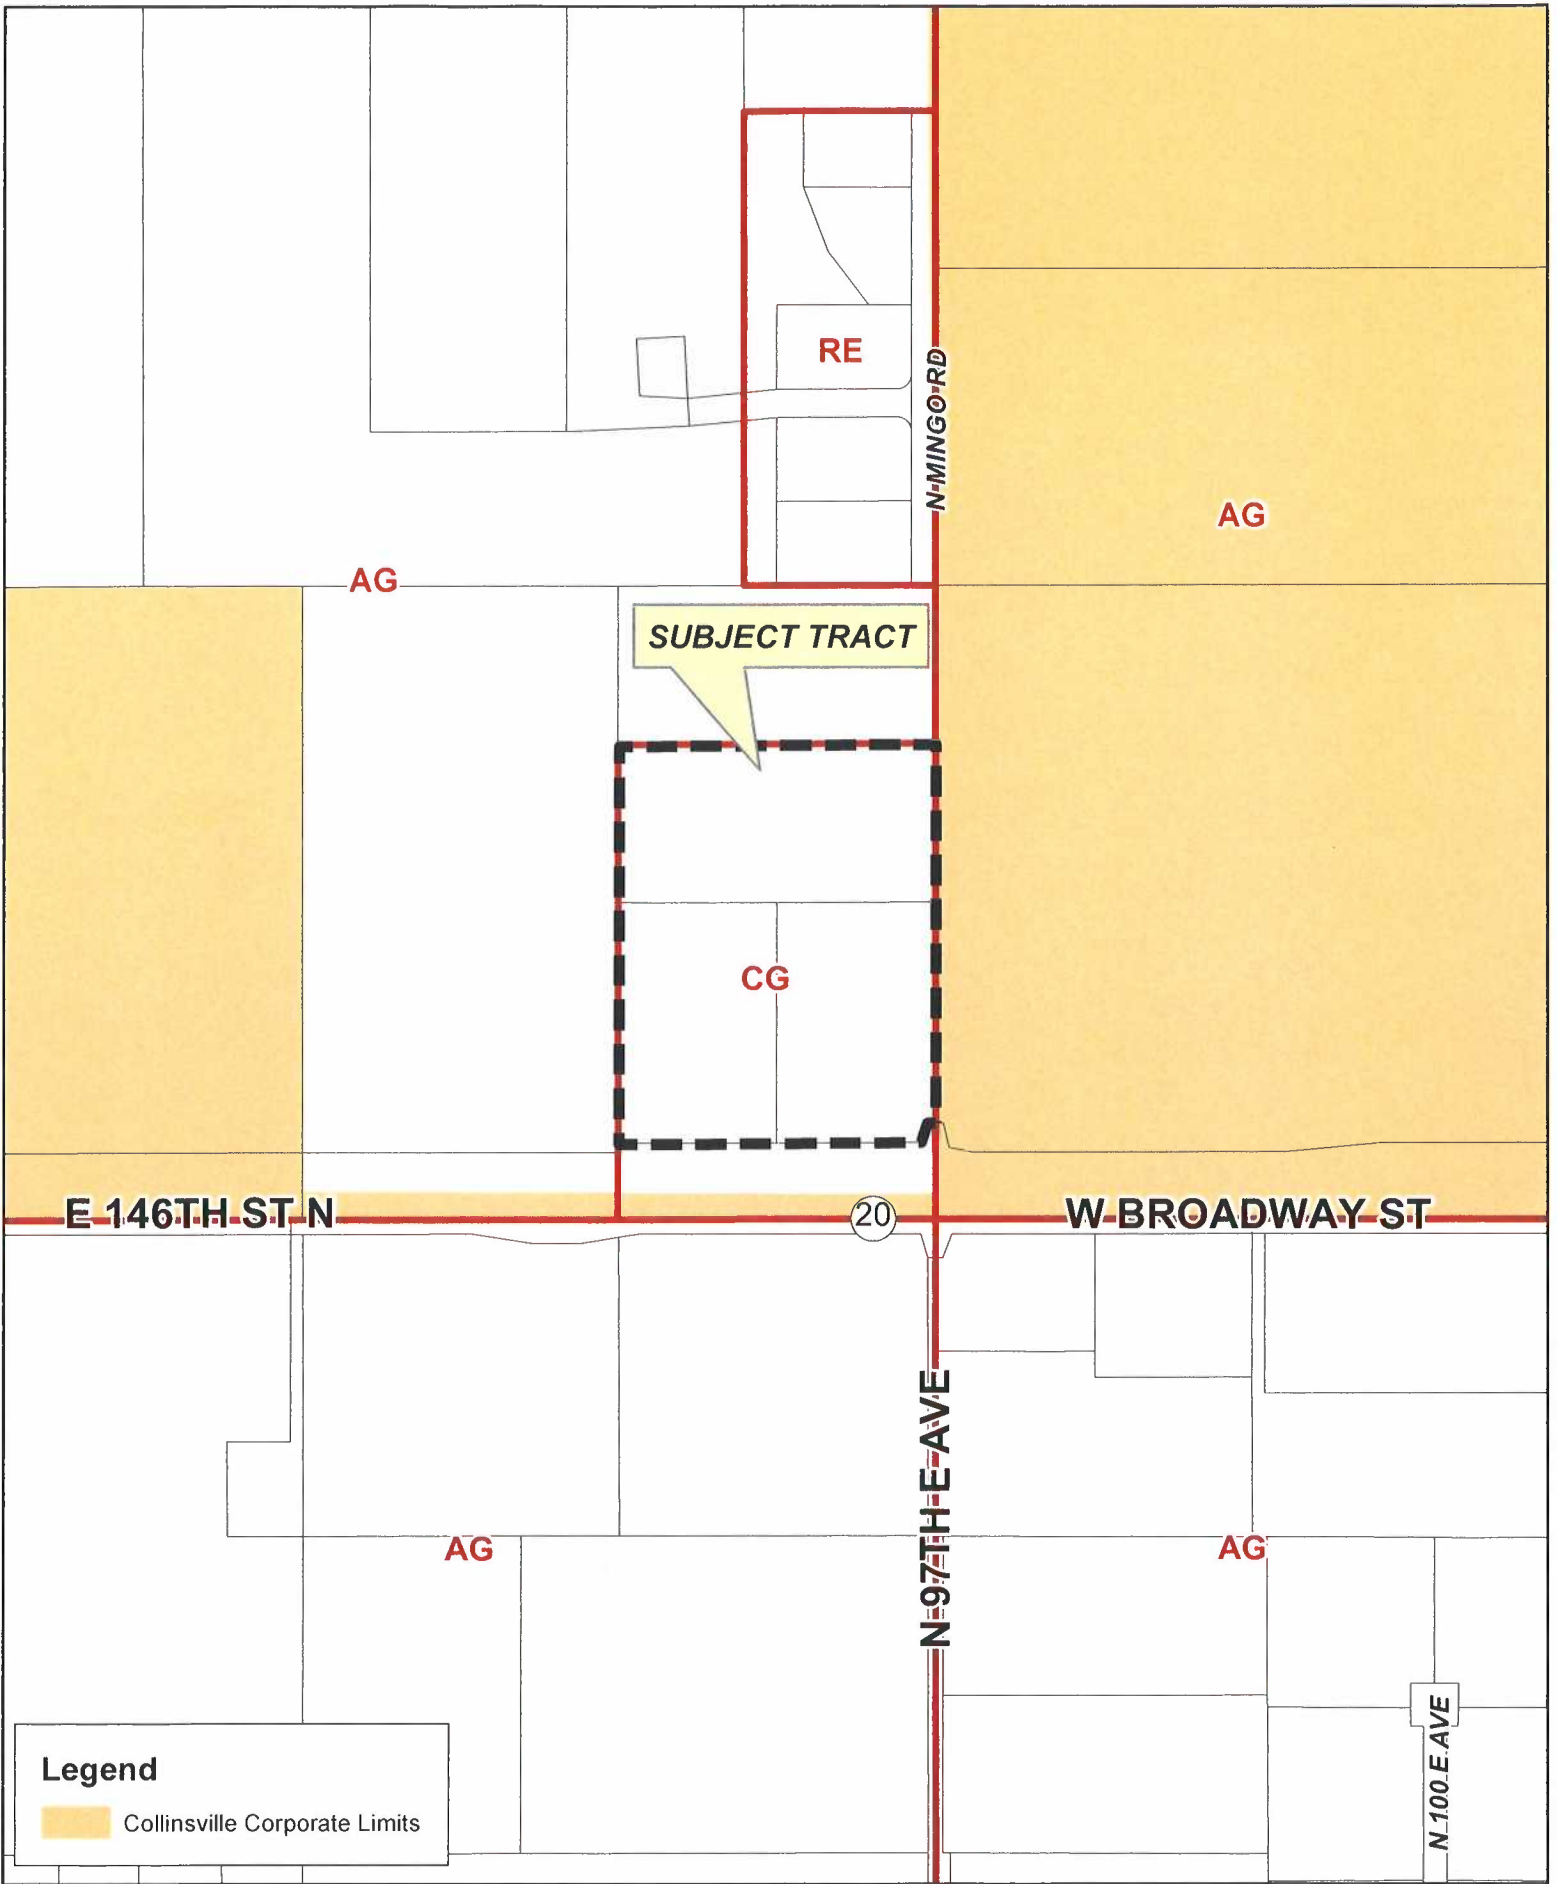 RE
N MINGO RD
AG
AG
SUBJECT TRACT
CG
E 146TH ST N
20
W BROADWAY ST
N 97TH E AVE
AG
AG
N 100 E AVE
Legend
Collinsville Corporate Limits